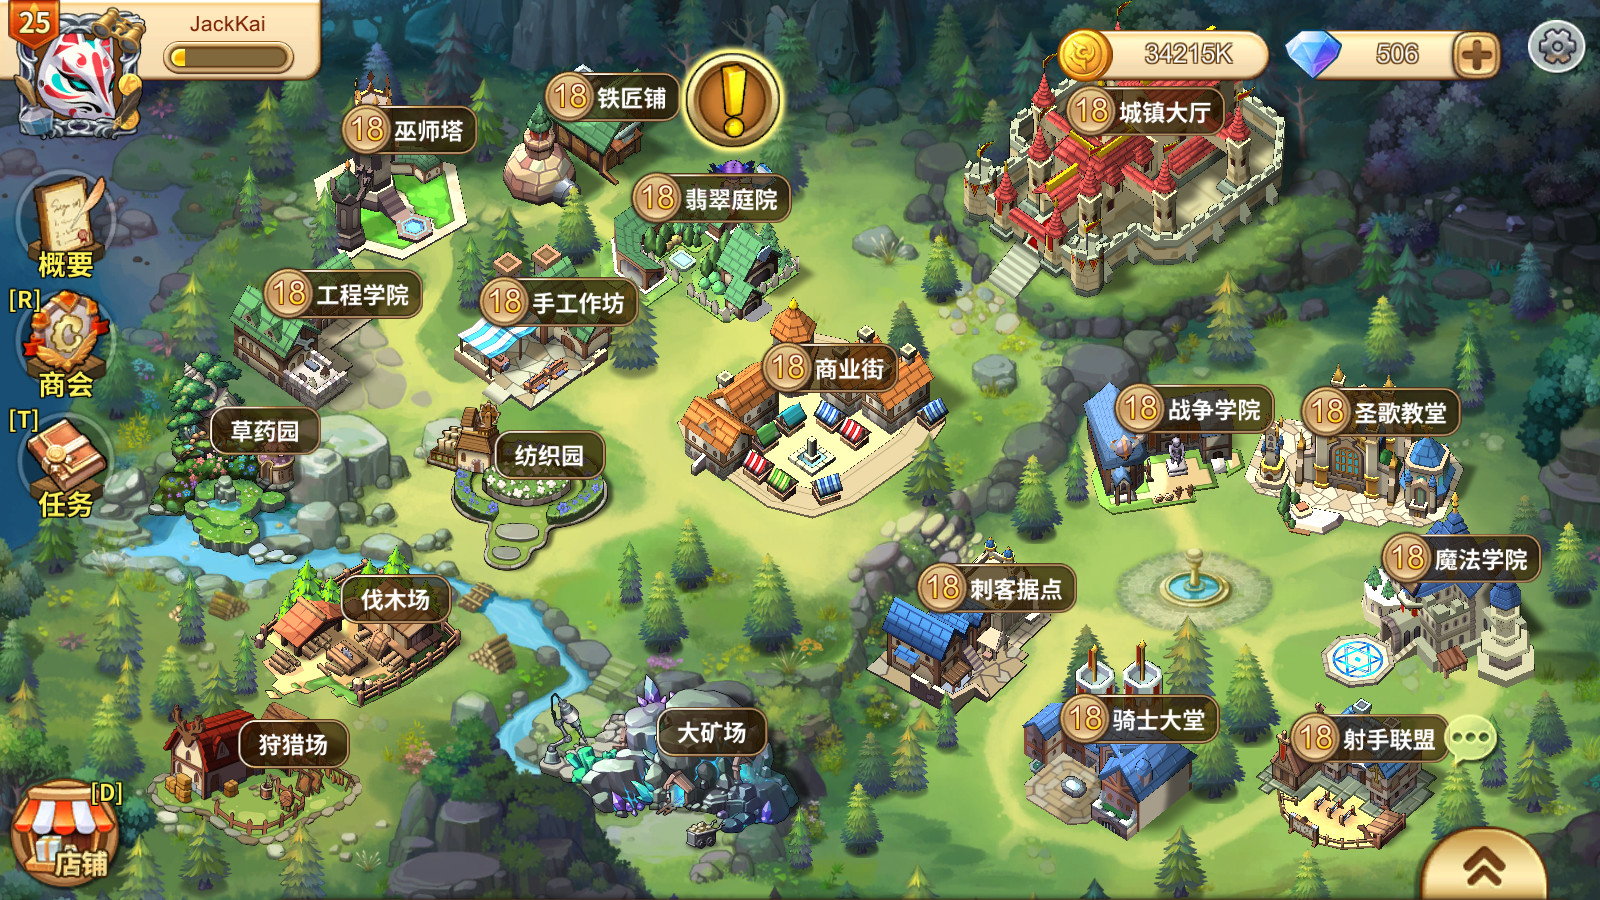 25
JackKai
34215K
506
18 铁匠铺
18 城镇大厅
18 巫师塔
18 翡翠庭院
概要
18 工程学院
18 手工作坊
[R]
商会
18 商业街
[T]
任务
草药园
纺织园
18 战争学院
18 圣歌教堂
18 魔法学院
伐木场
18 刺客据点
狩猎场
大矿场
18 骑士大堂
18 射手联盟
[D]
店铺